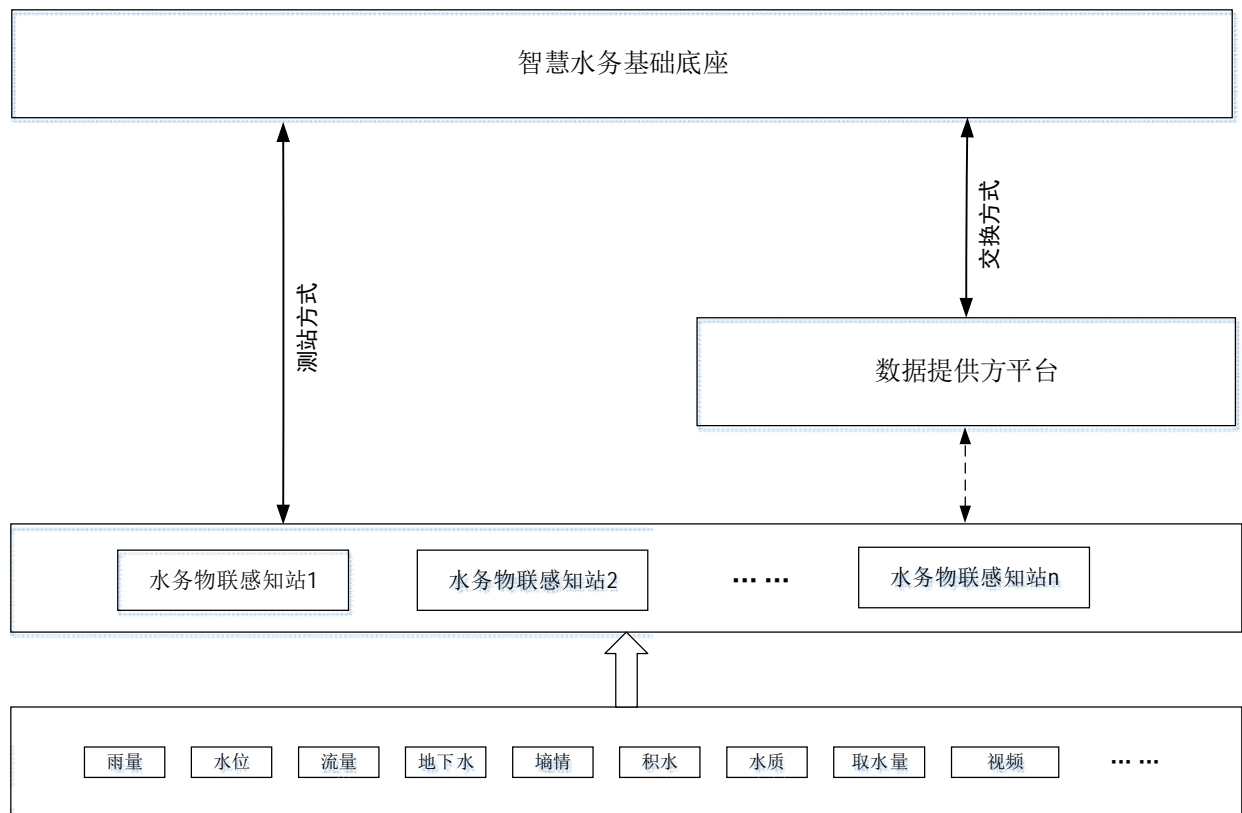 智慧水务基础底座
测站方式
交换方式
数据提供方平台
水务物联感知站1
水务物联感知站2
……
水务物联感知站n
雨量
水位
流量
地下水
墒情
积水
水质
取水量
视频
……